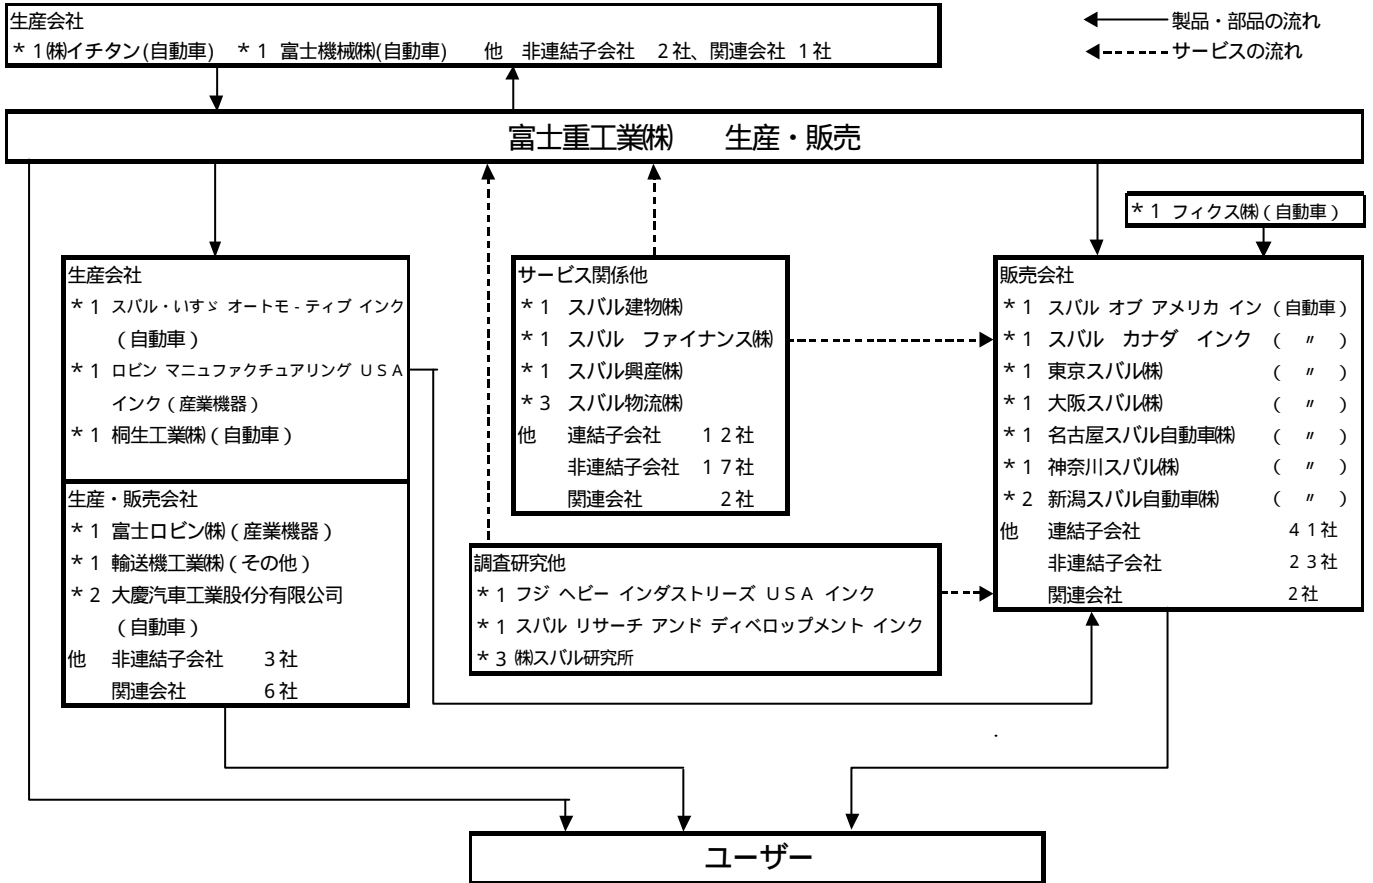 生産会社
*1㈱イチタン(自動車) *1 富士機械㈱(自動車) 他 非連結子会社 2社、関連会社 1社
製品・部品の流れ
サービスの流れ
富士重工業㈱ 生産・販売
*1 フィクス㈱(自動車)
生産会社
*1 スバル・いすゞ オートモ-ティブ インク
(自動車)
*1 ロビン マニュファクチュアリング USA
インク(産業機器)
*1 桐生工業㈱(自動車)
生産・販売会社
*1 富士ロビン㈱(産業機器)
*1 輸送機工業㈱(その他)
*2 大慶汽車工業股份有限公司
(自動車)
他 非連結子会社 3社
関連会社 6社
サービス関係他
*1 スバル建物㈱
*1 スバル ファイナンス㈱
*1 スバル興産㈱
*3 スバル物流㈱
他 連結子会社 12社
非連結子会社 17社
関連会社 2社
調査研究他
*1 フジ ヘビー インダストリーズ USA インク
*1 スバル リサーチ アンド ディベロップメント インク
*3 ㈱スバル研究所
販売会社
*1 スバル オブ アメリカ イン(自動車)
*1 スバル カナダ インク ( 〃 )
*1 東京スバル㈱ ( 〃 )
*1 大阪スバル㈱ ( 〃 )
*1 名古屋スバル自動車㈱ ( 〃 )
*1 神奈川スバル㈱ ( 〃 )
*2 新潟スバル自動車㈱ ( 〃 )
他 連結子会社 41社
非連結子会社 23社
関連会社 2社
ユーザー